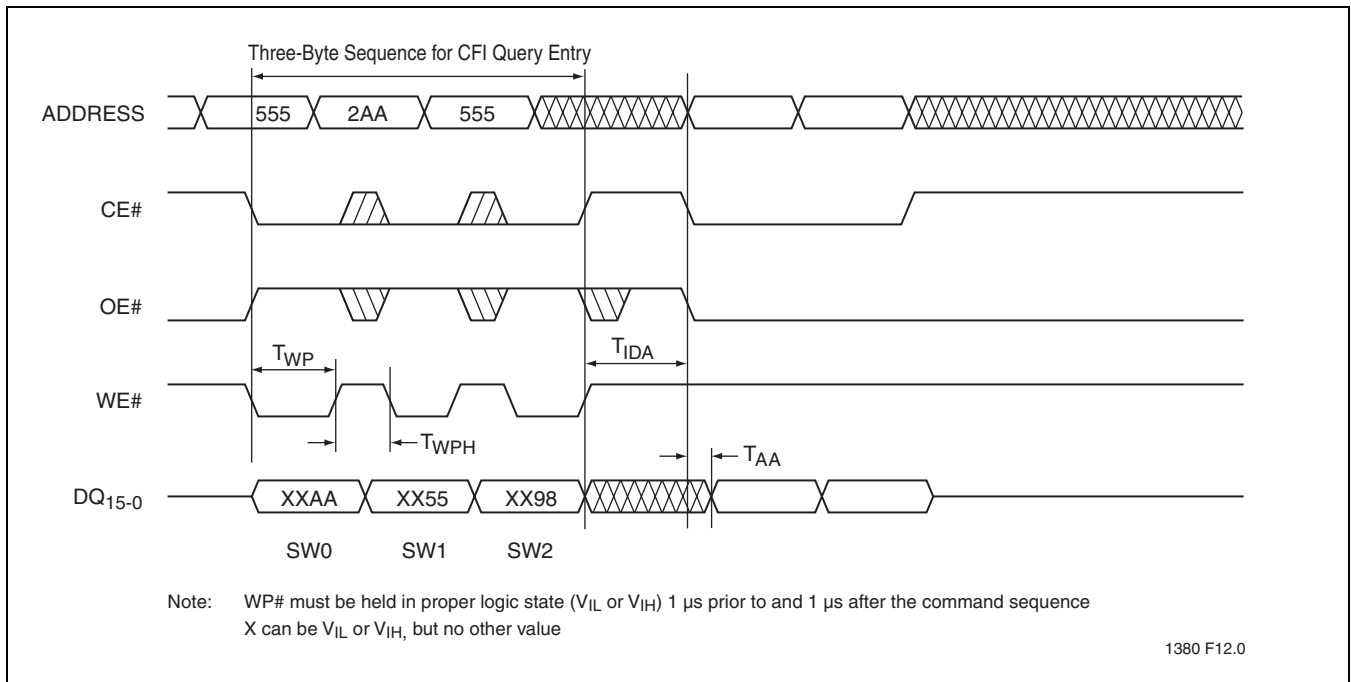 Three-Byte Sequence for CFI Query Entry
ADDRESS
555 2AA 555
CE#
OE#
TWP TIDA
WE#
TWPH TAA
DQ15-0
XXAA XX55 XX98
SW0 SW1 SW2
Note: WP# must be held in proper logic state (VIL or VIH) 1 µs prior to and 1 µs after the command sequence
X can be VIL or VIH, but no other value
1380 F12.0